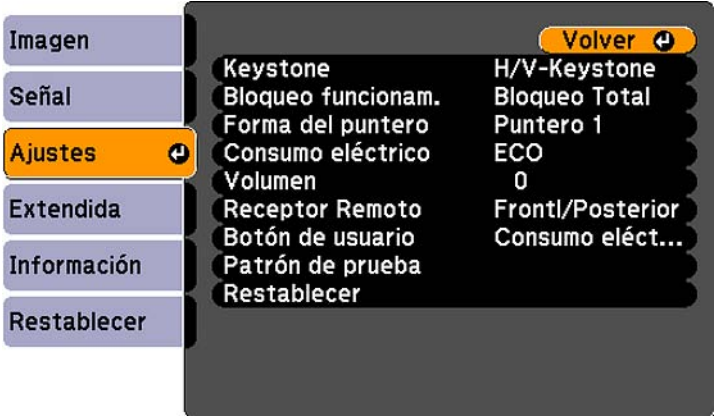 Imagen
Señal
Ajustes
Extendida
Información
Restablecer
Volver
Keystone H/V-Keystone
Bloqueo funcionam. Bloqueo Total
Forma del puntero Puntero 1
Consumo eléctrico ECO
Volumen 0
Receptor Remoto Frontl/Posterior
Botón de usuario Consumo eléct...
Patrón de prueba
Restablecer